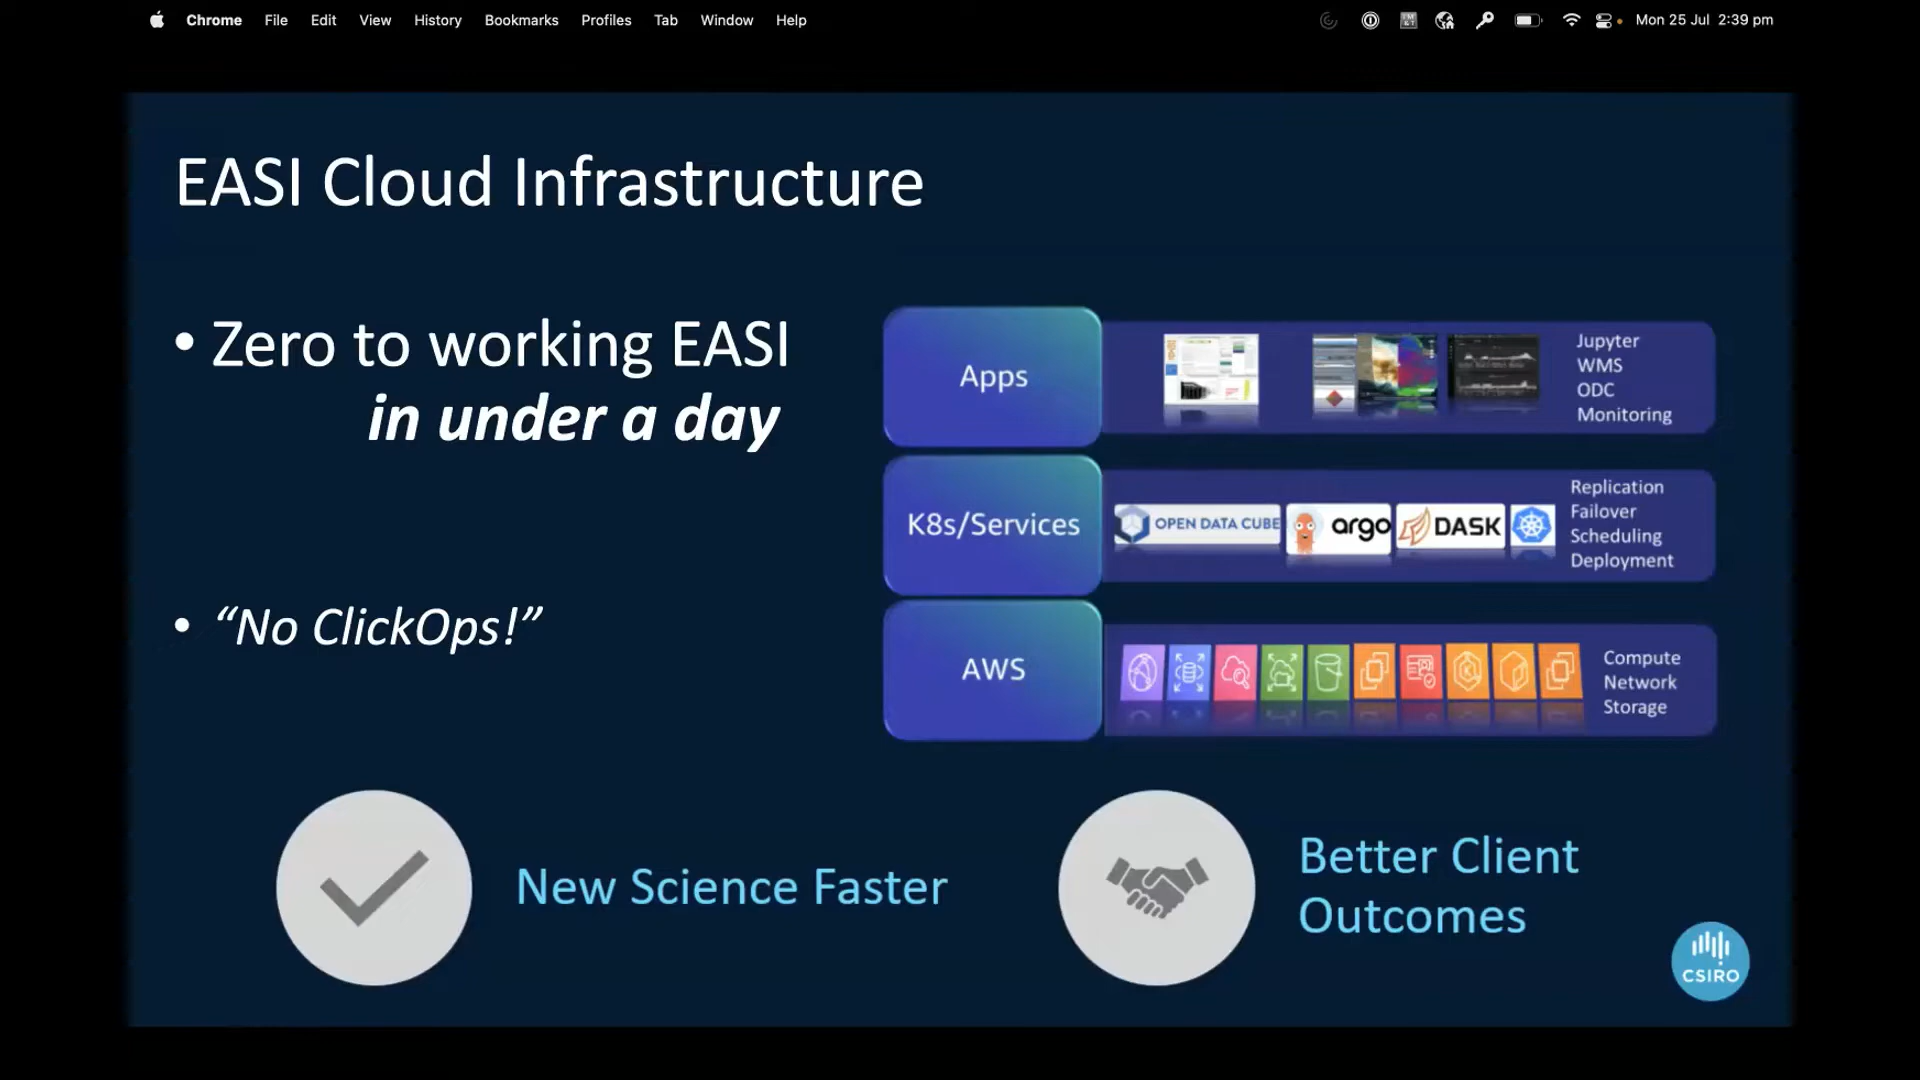 Chrome File Edit View History Bookmarks Profiles Tab Window Help Mon 25 Jul 2:39 pm
EASI Cloud Infrastructure
• Zero to working EASI
in under a day
• “No ClickOps!”
Apps
Jupyter
WMS
ODC
Monitoring
K8s/Services
OPEN DATA CUBE
argo
DASK
Replication
Failover
Scheduling
Deployment
AWS
Compute
Network
Storage
New Science Faster
Better Client
Outcomes
CSIRO